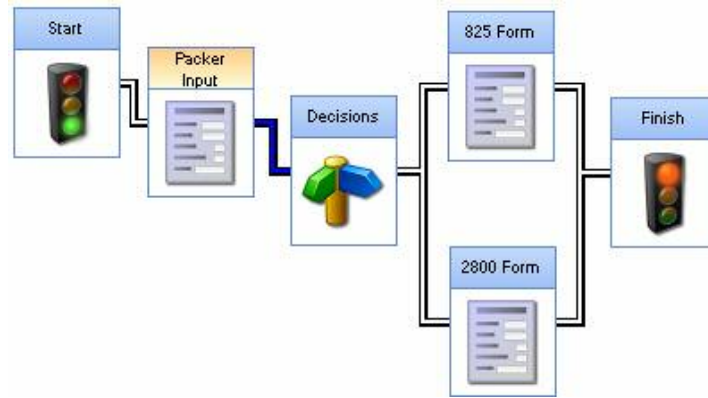 Start
Packer
Input
Decisions
825 Form
2800 Form
Finish